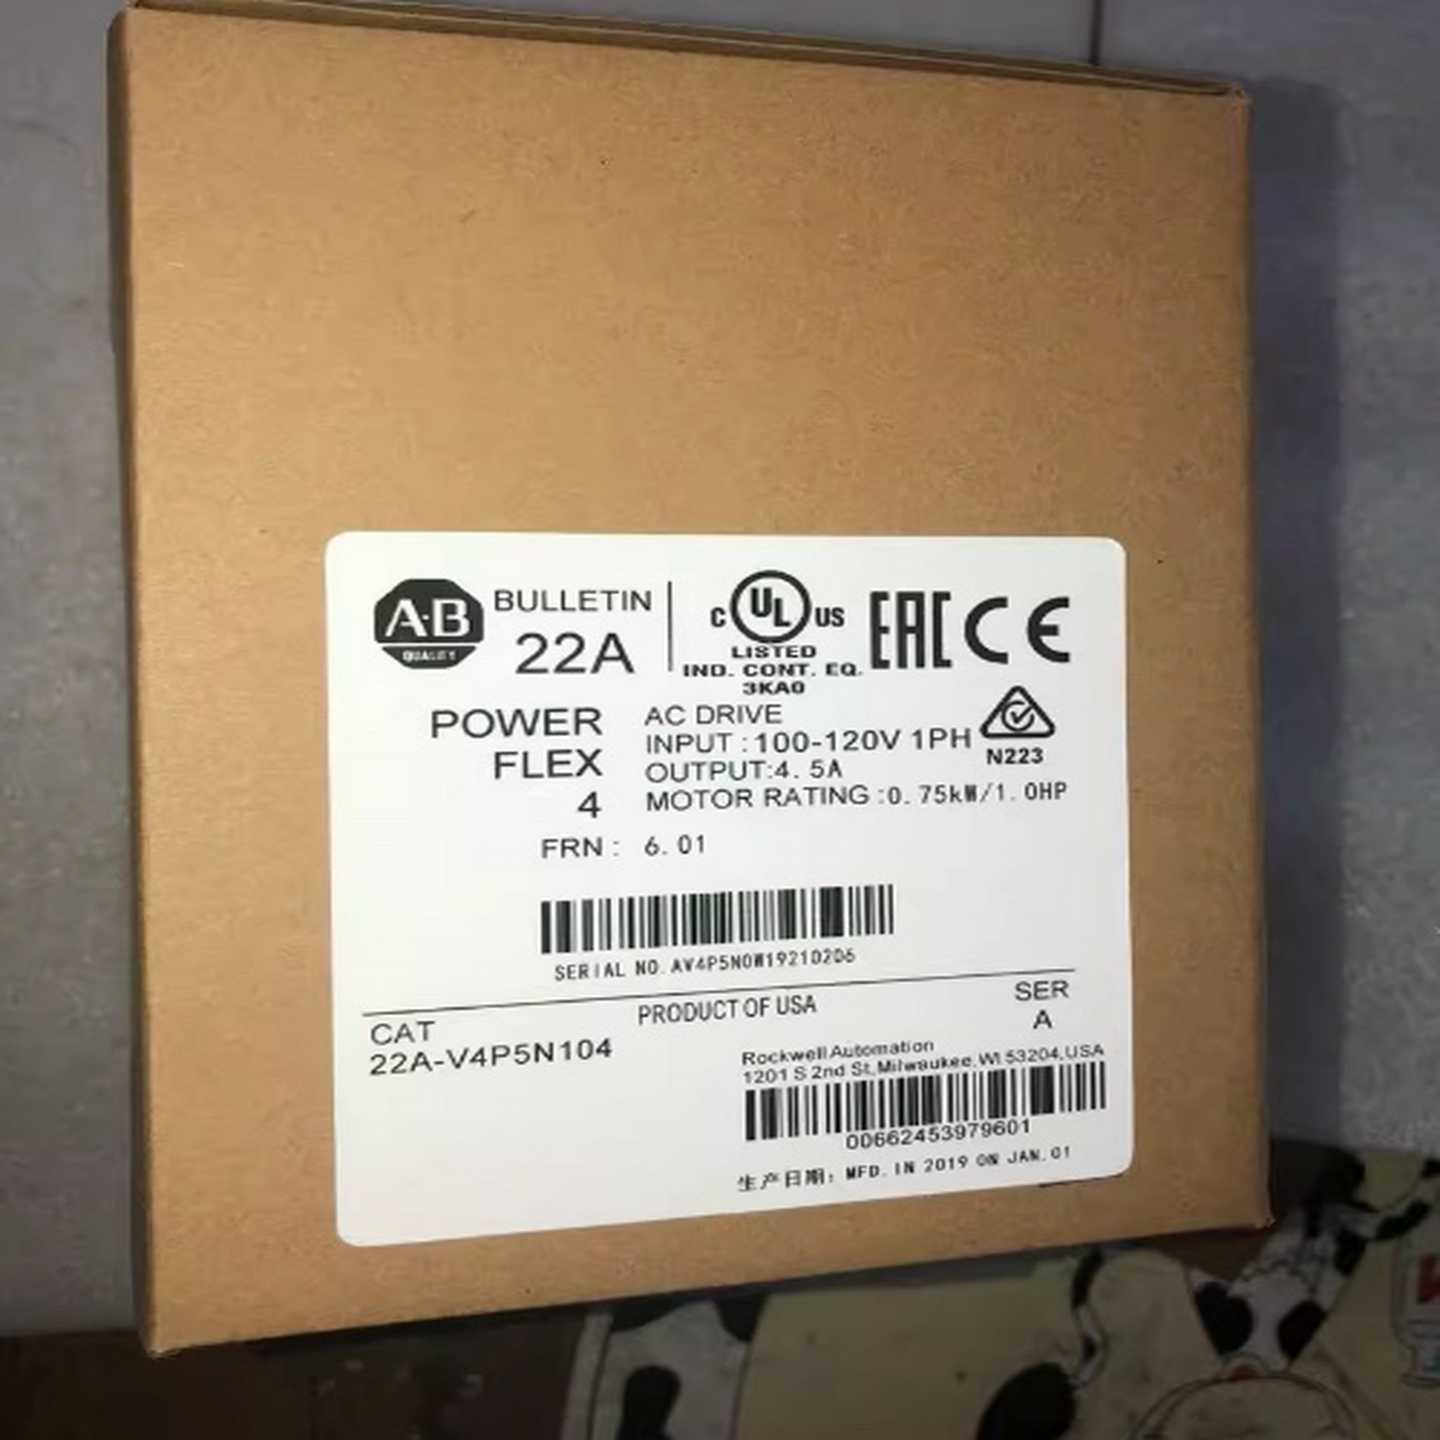 A·B
QUALITY
BULLETIN
22A
C UL US
LISTED
IND. CONT. EQ.
3KA0
EAC CE
POWER
FLEX
4
AC DRIVE
INPUT :100-120V 1PH
OUTPUT:4.5A
MOTOR RATING :0.75kW/1.0HP
N223
FRN : 6.01
SERIAL NO. AV4P5N0W19210206
PRODUCT OF USA
SER
A
CAT
22A-V4P5N104
Rockwell Automation
1201 S 2nd St, Milwaukee, WI 53204, USA
00662453979601
生产日期: MFD. IN 2019 ON JAN. 01